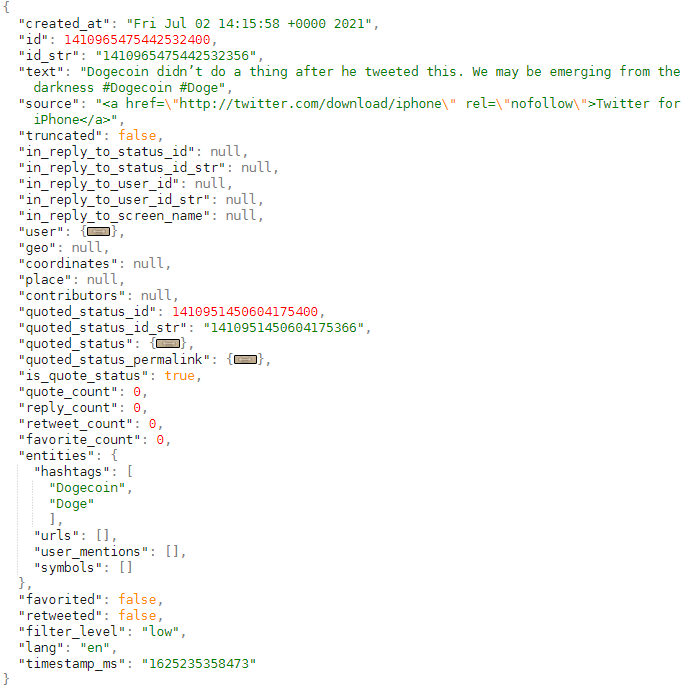 {
"created_at": "Fri Jul 02 14:15:58 +0000 2021",
"id": 1410965475442532400,
"id_str": "1410965475442532356",
"text": "Dogecoin didn’t do a thing after he tweeted this. We may be emerging from the
darkness #Dogecoin #Doge",
"source": "<a href=\"http://twitter.com/download/iphone\" rel=\"nofollow\">Twitter for
iPhone</a>",
"truncated": false,
"in_reply_to_status_id": null,
"in_reply_to_status_id_str": null,
"in_reply_to_user_id": null,
"in_reply_to_user_id_str": null,
"in_reply_to_screen_name": null,
"user": {},
"geo": null,
"coordinates": null,
"place": null,
"contributors": null,
"quoted_status_id": 1410951450604175400,
"quoted_status_id_str": "1410951450604175366",
"quoted_status": {},
"quoted_status_permalink": {},
"is_quote_status": true,
"quote_count": 0,
"reply_count": 0,
"retweet_count": 0,
"favorite_count": 0,
"entities": {
"hashtags": [
"Dogecoin",
"Doge"
],
"urls": [],
"user_mentions": [],
"symbols": []
},
"favorited": false,
"retweeted": false,
"filter_level": "low",
"lang": "en",
"timestamp_ms": "1625235358473"
}